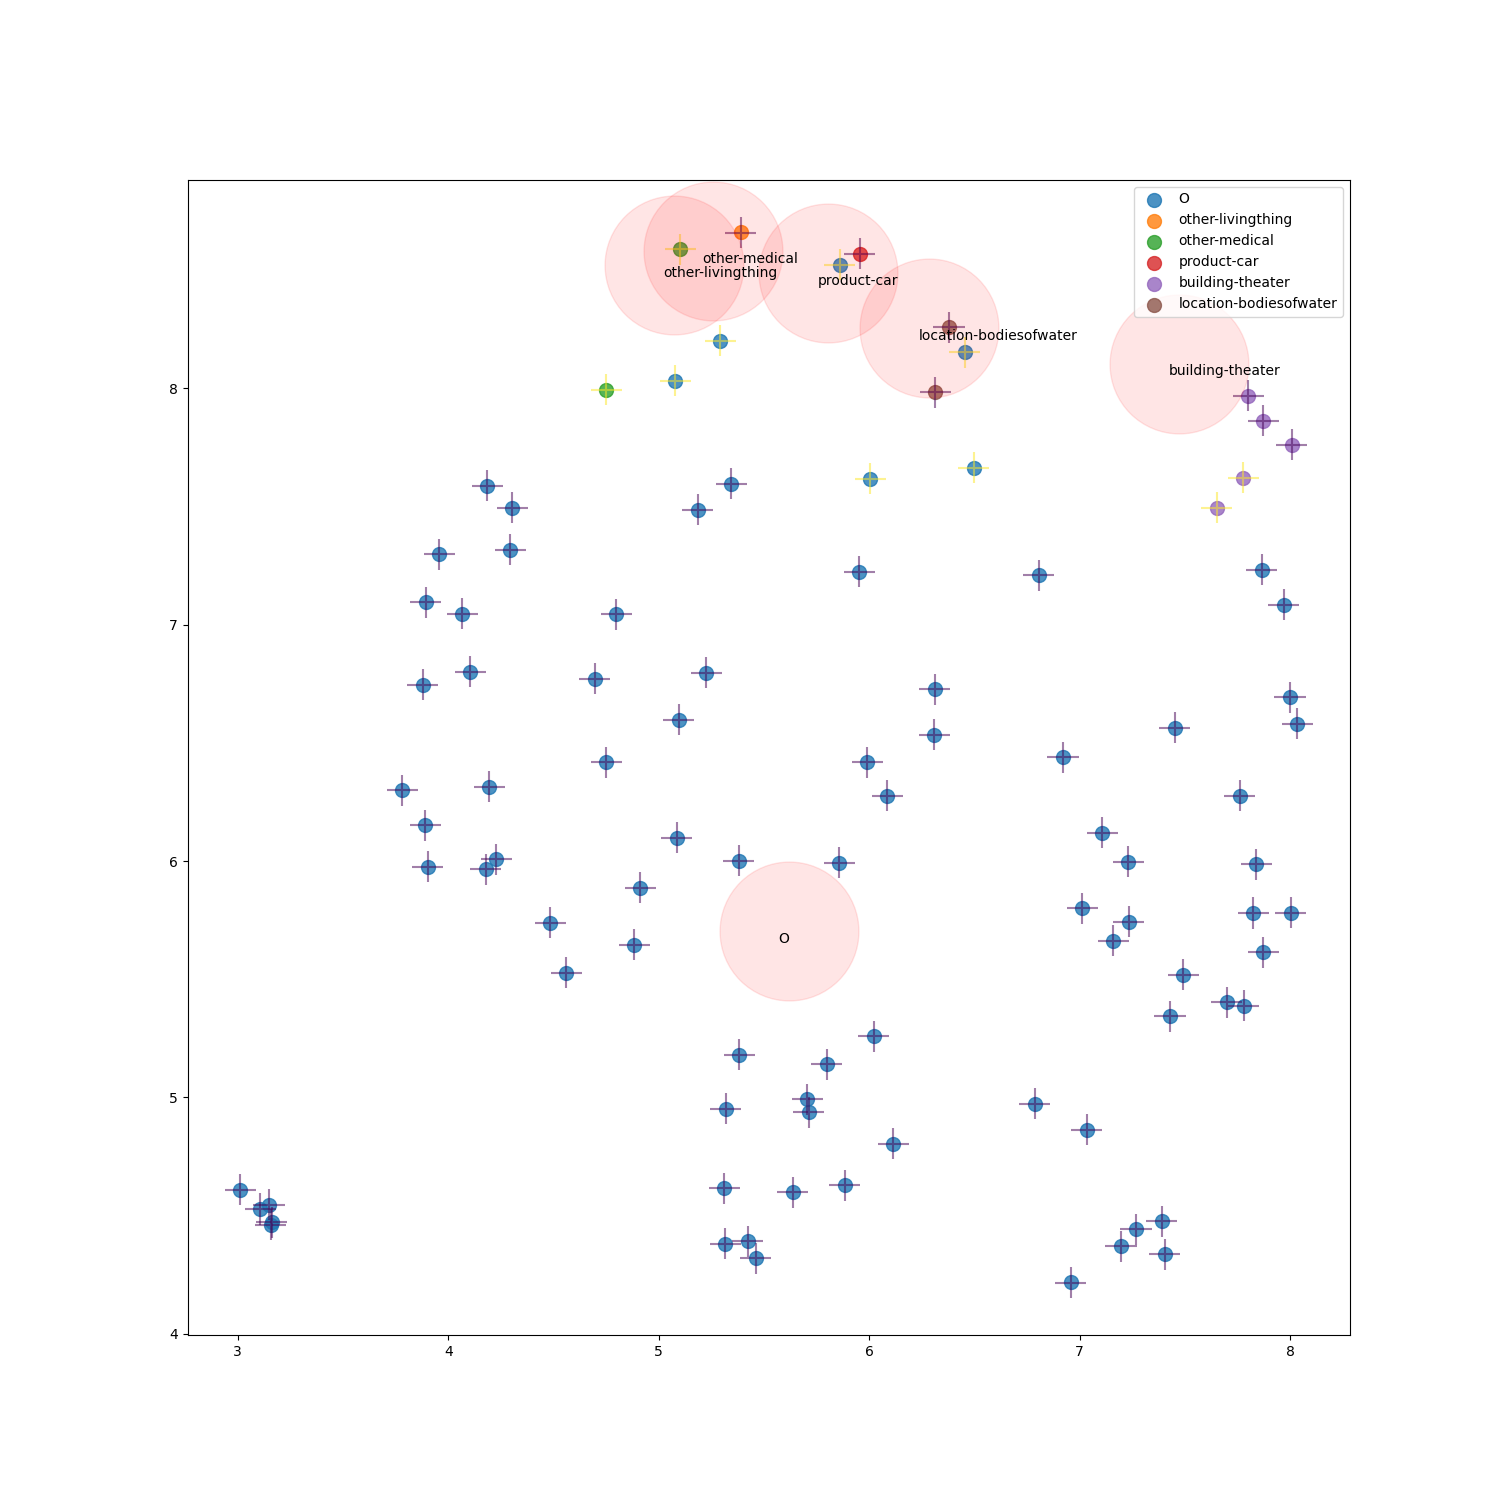 O
other-livingthing
other-medical
product-car
building-theater
location-bodiesofwater
other-medical
other-livingthing
product-car
location-bodiesofwater
building-theater
O
8
7
6
5
4
3 4 5 6 7 8